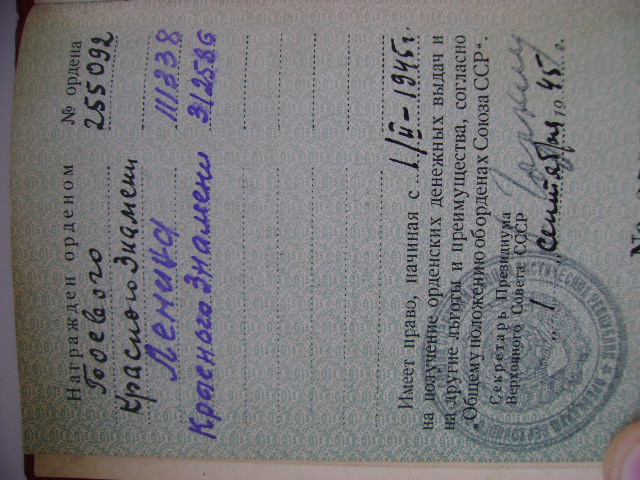 Награжден орденом № ордена
Боевого
Красного Знамени 255092
Ленина 111338
Красного Знамени 312586
Имеет право, начиная с 1/II–1945 г.
на получение орденских денежных выдач и
на другие льготы и преимущества, согласно
„Общему положению об орденах Союза ССР“.
Секретарь Президиума
Верховного Совета СССР
„ 1 сентября 1945 г.